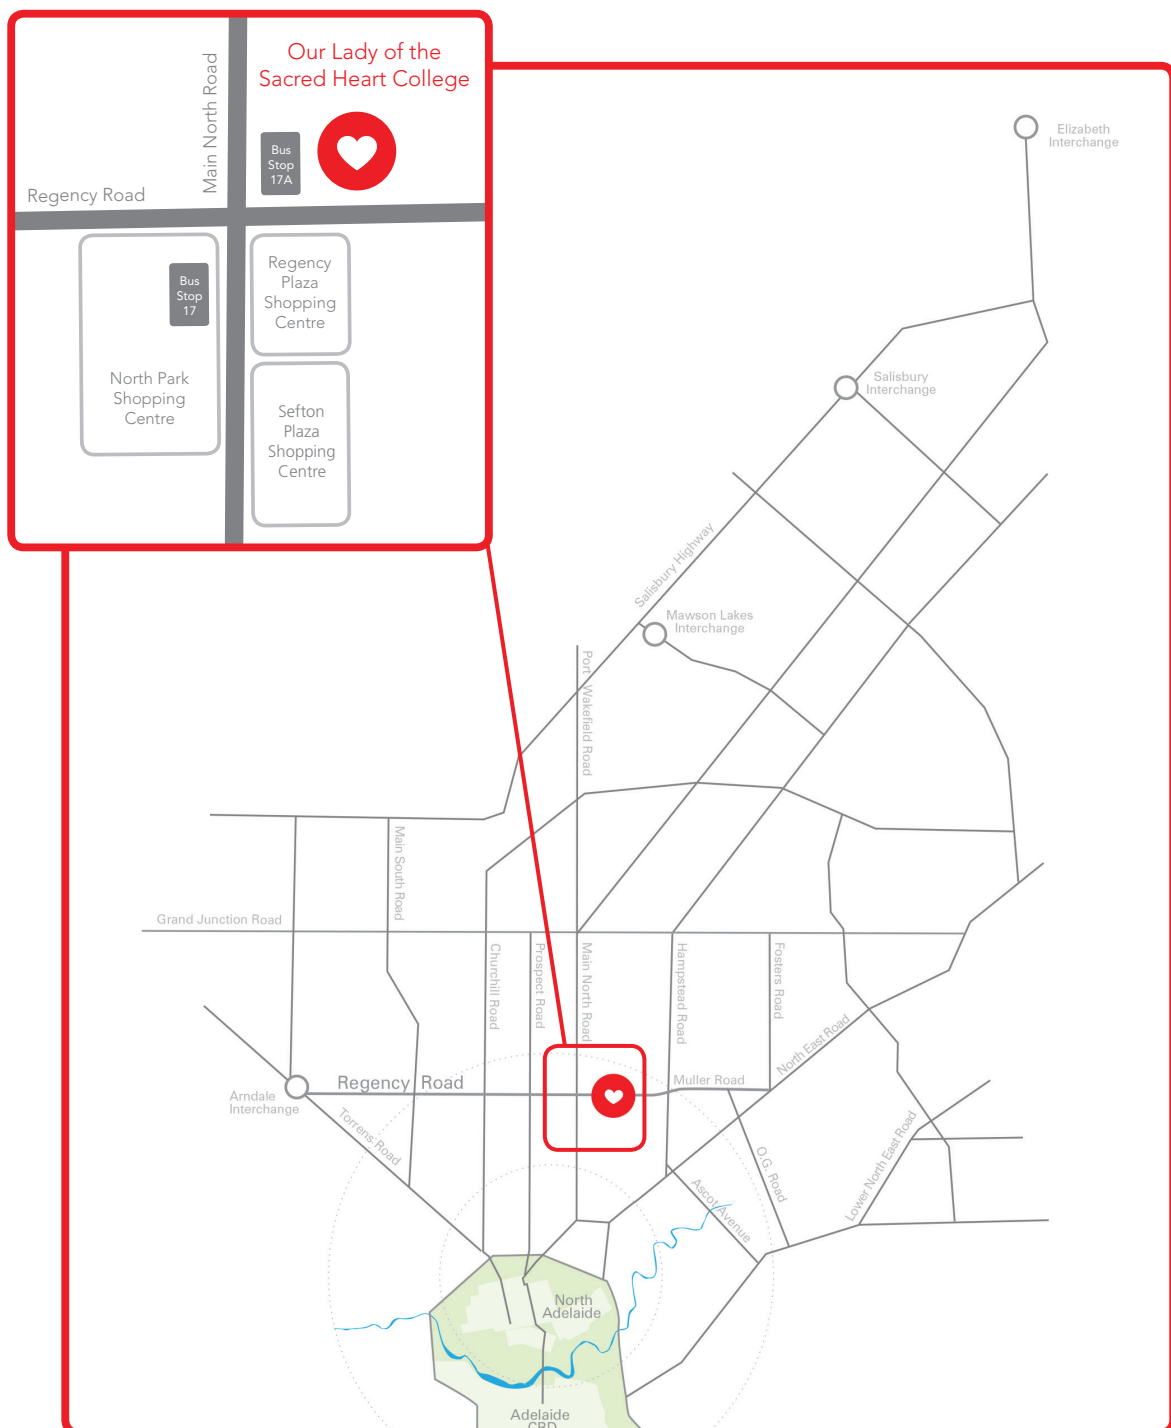 Our Lady of the
Sacred Heart College
Main North Road
Bus
Stop
17A
Regency Road
Bus
Stop
17
Regency
Plaza
Shopping
Centre
North Park
Shopping
Centre
Sefton
Plaza
Shopping
Centre
Elizabeth
Interchange
Salisbury
Interchange
Salisbury Highway
Mawson Lakes
Interchange
Port Wakefield Road
Main South Road
Grand Junction Road
Churchill Road
Prospect Road
Main North Road
Hampstead Road
Fosters Road
North East Road
Regency Road
Muller Road
Arndale
Interchange
Torrens Road
O.G. Road
Ascot Avenue
Lower North East Road
North
Adelaide
Adelaide
CBD